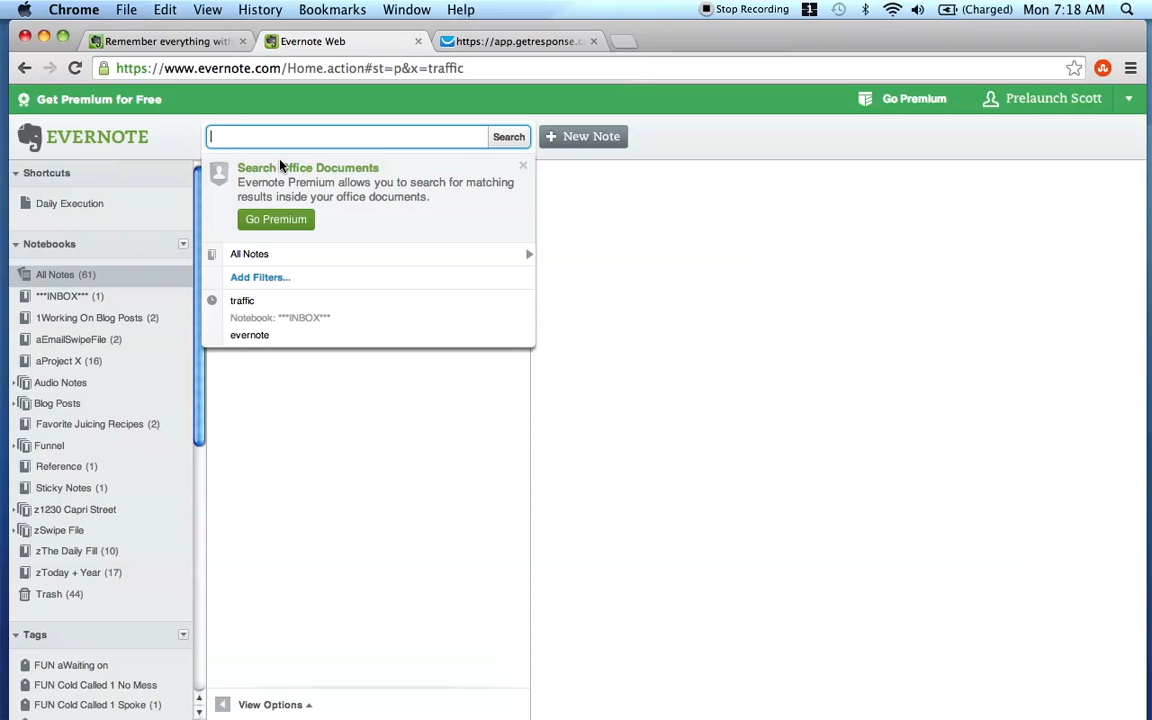 Chrome File Edit View History Bookmarks Window Help Stop Recording (Charged) Mon 7:18 AM
Remember everything with Evernote Web https://app.getresponse.c
https://www.evernote.com/Home.action#st=p&x=traffic
Get Premium for Free Go Premium Prelaunch Scott
EVERNOTE Search + New Note
Shortcuts
Daily Execution
Notebooks
All Notes (61)
***INBOX*** (1)
1Working On Blog Posts (2)
aEmailSwipeFile (2)
aProject X (16)
Audio Notes
Blog Posts
Favorite Juicing Recipes (2)
Funnel
Reference (1)
Sticky Notes (1)
z1230 Capri Street
zSwipe File
zThe Daily Fill (10)
zToday + Year (17)
Trash (44)
Tags
FUN aWaiting on
FUN Cold Called 1 No Mess
FUN Cold Called 1 Spoke (1)
Search Office Documents
Evernote Premium allows you to search for matching
results inside your office documents.
Go Premium
All Notes
Add Filters...
traffic
Notebook: ***INBOX***
evernote
View Options